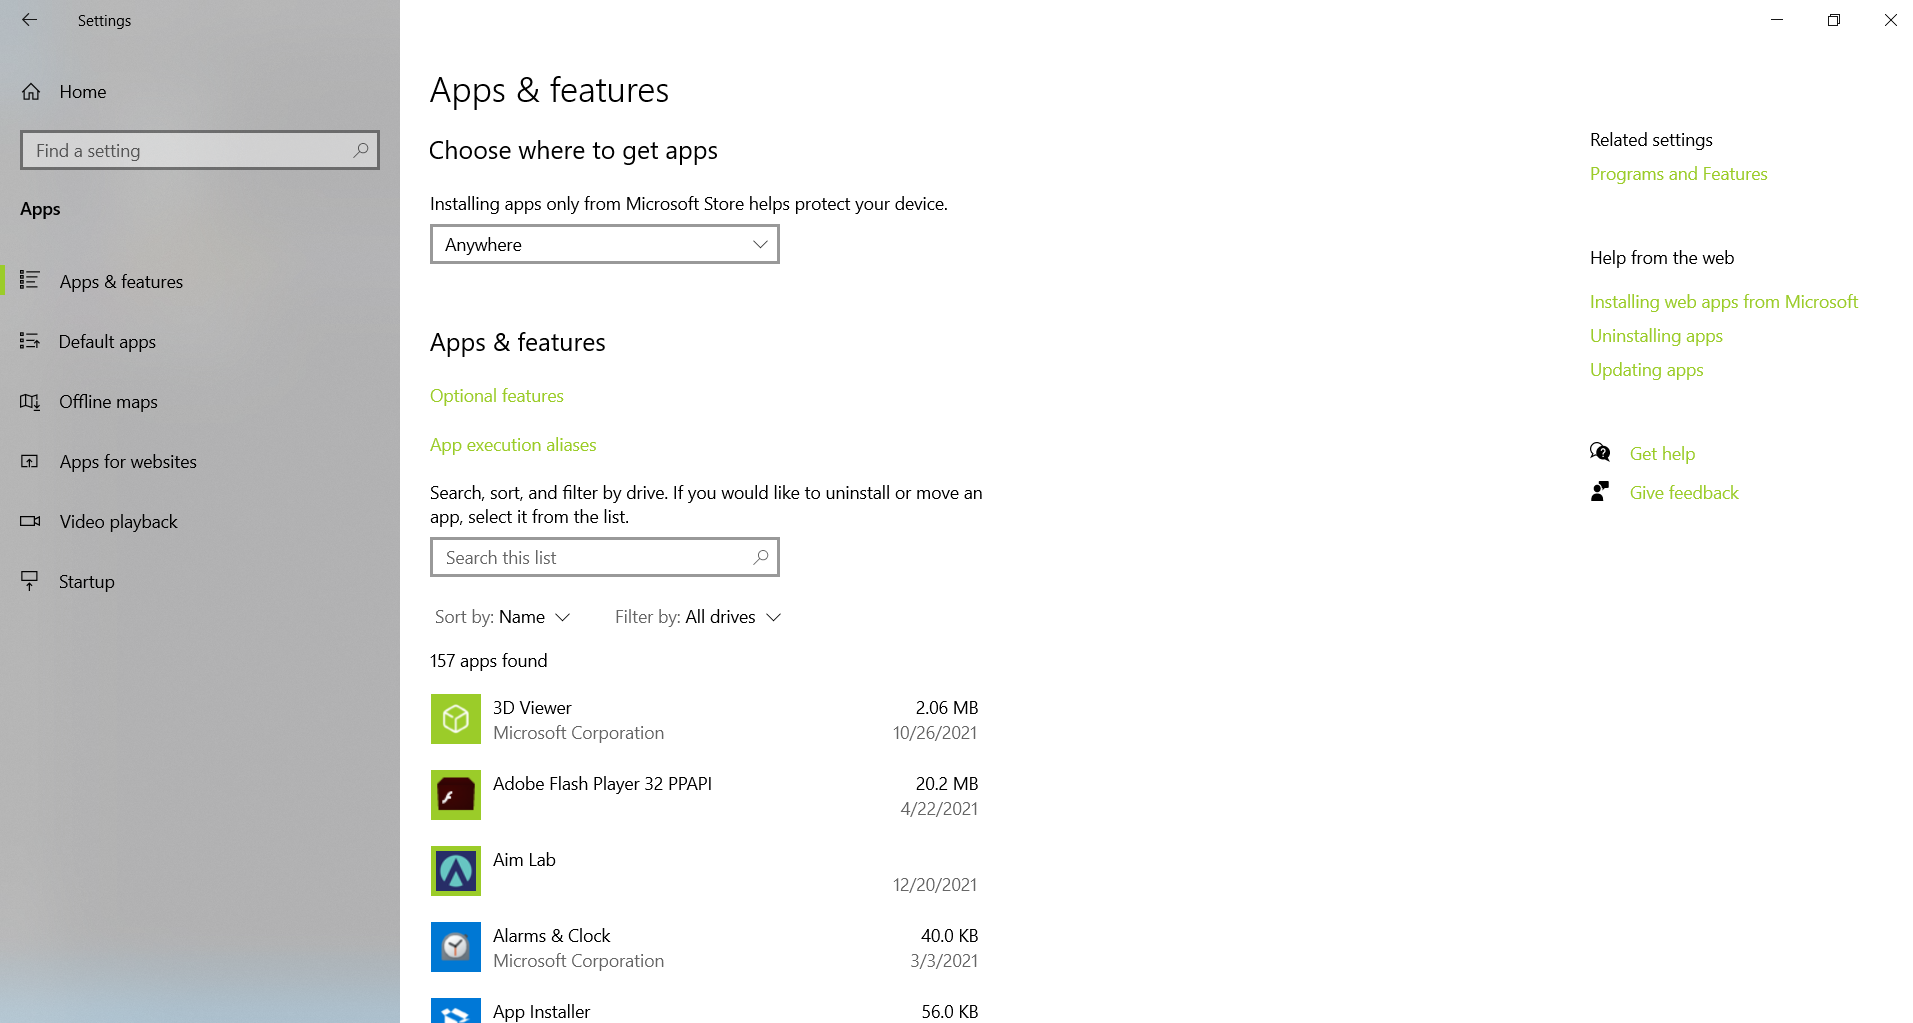 Settings
Home
Find a setting
Apps
Apps & features
Default apps
Offline maps
Apps for websites
Video playback
Startup
Apps & features
Choose where to get apps
Installing apps only from Microsoft Store helps protect your device.
Anywhere
Apps & features
Optional features
App execution aliases
Search, sort, and filter by drive. If you would like to uninstall or move an
app, select it from the list.
Search this list
Sort by: Name Filter by: All drives
157 apps found
3D Viewer 2.06 MB
Microsoft Corporation 10/26/2021
Adobe Flash Player 32 PPAPI 20.2 MB
4/22/2021
Aim Lab
12/20/2021
Alarms & Clock 40.0 KB
Microsoft Corporation 3/3/2021
App Installer 56.0 KB
Related settings
Programs and Features
Help from the web
Installing web apps from Microsoft
Uninstalling apps
Updating apps
Get help
Give feedback